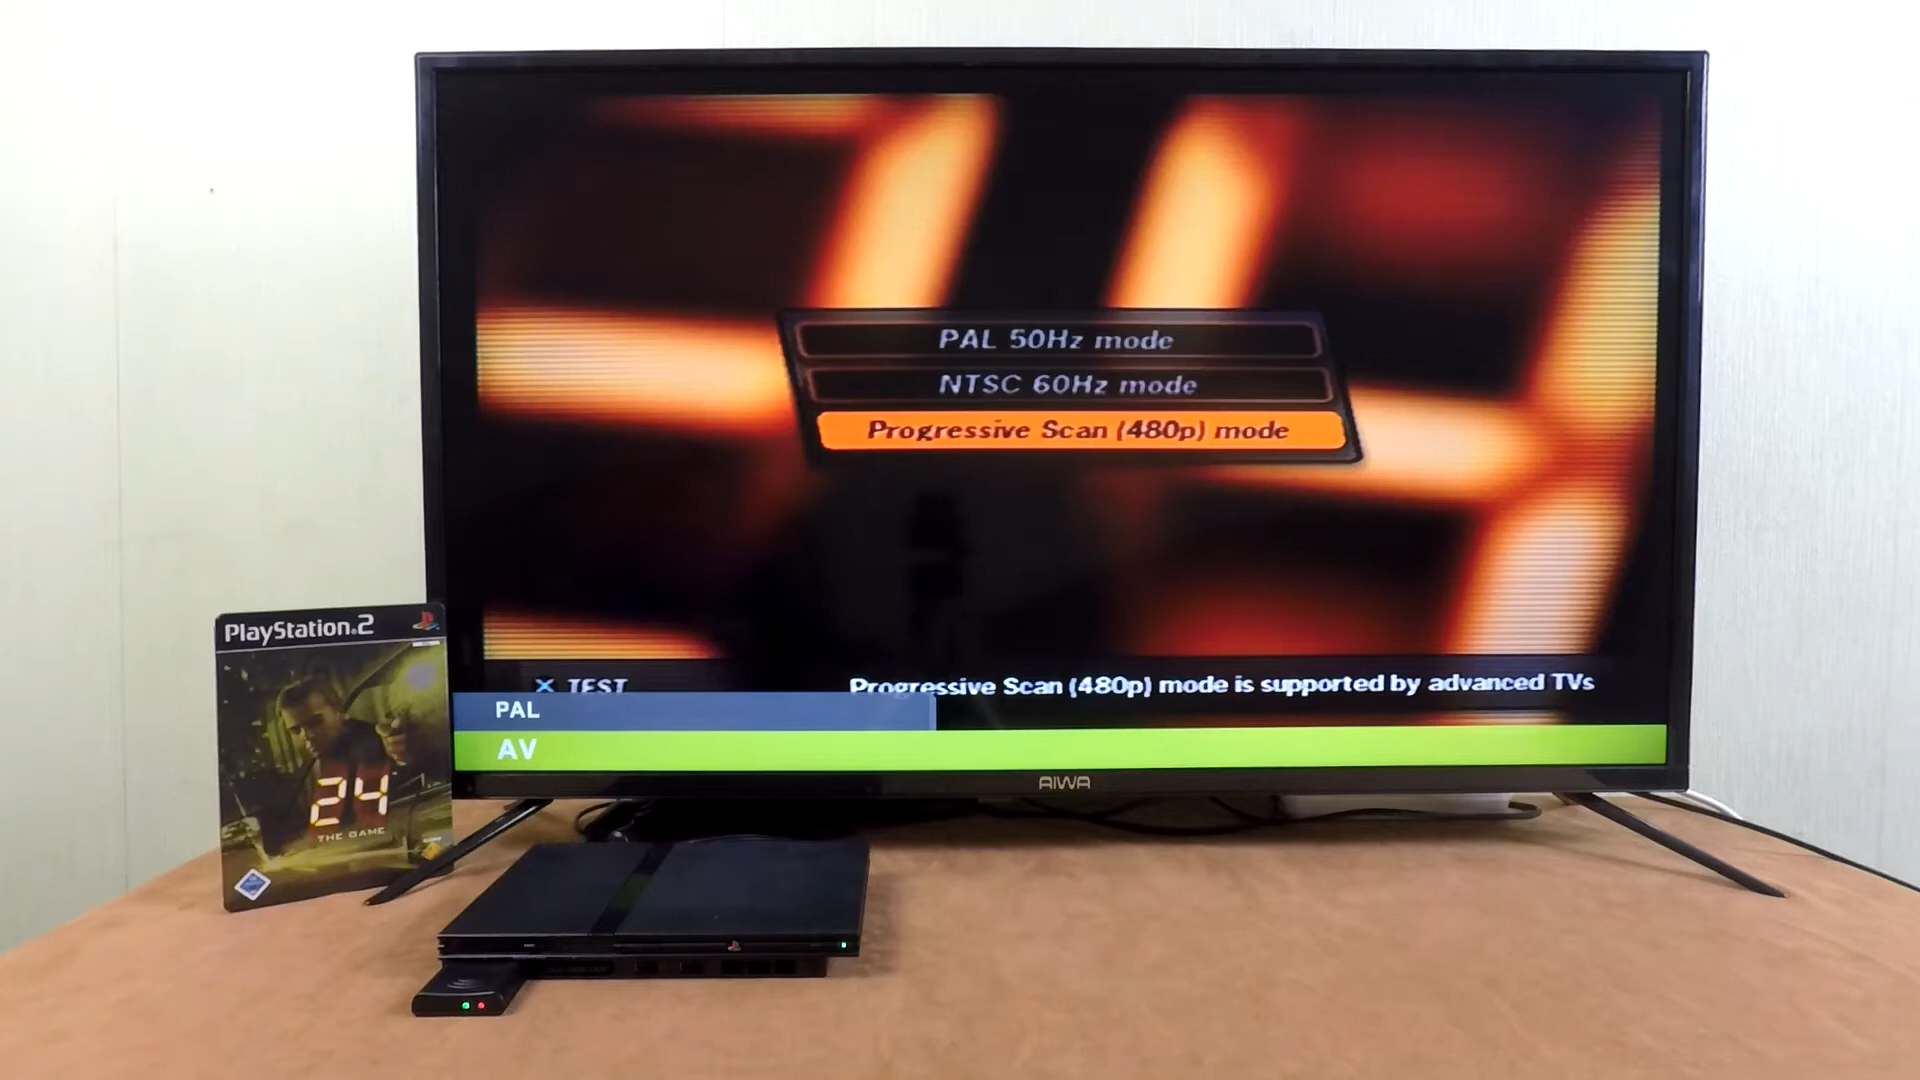 PAL 50Hz mode
NTSC 60Hz mode
Progressive Scan (480p) mode
X TEST
Progressive Scan (480p) mode is supported by advanced TVs
PAL
AV
AIWA
PlayStation.2
24
THE GAME